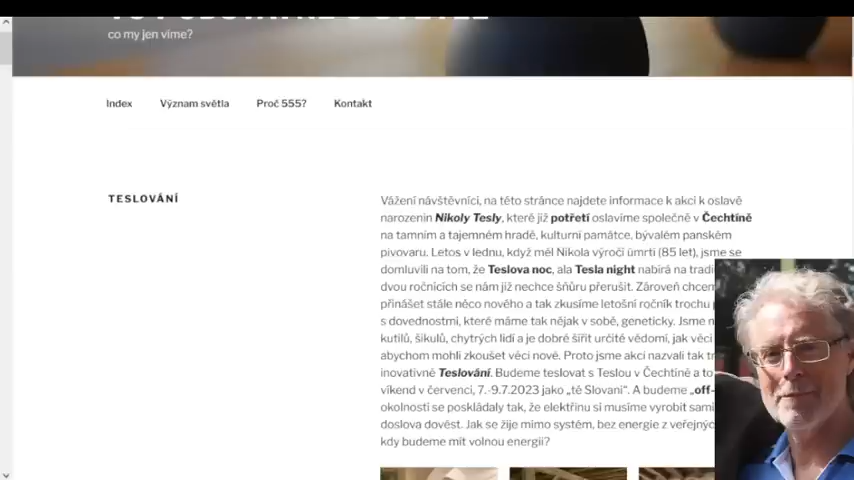 co my jen víme?
Index Význam světla Proč 555? Kontakt
TESLOVÁNÍ
Vážení návštěvníci, na této stránce najdete informace k akci k oslavě
narozenin Nikoly Tesly, které již potřetí oslavíme společně v Čechtíně
na tamním a tajemném hradě, kulturní památce, bývalém panském
pivovaru. Letos v lednu, když měl Nikola výročí úmrtí (85 let), jsme se
domluvili na tom, že Teslova noc, ala Tesla night nabírá na
dvou ročnících se nám již nechce šňůru přerušit. Zároveň
přinášet stále něco nového a tak zkusíme letošní ročník trochu
s dovednostmi, které máme tak nějak v sobě, geneticky. Jsme
kutilů, šikulů, chytrých lidí a je dobré šířit určité vědomí, jak věci
abychom mohli zkoušet věci nové. Proto jsme akci nazvali tak
inovativně Teslování. Budeme teslovat s Teslou v Čechtíně a to
víkend v červenci, 7.-9.7.2023 jako „tě Slovani“. A budeme „off-
okolnosti se poskládaly tak, že elektřinu si musíme vyrobit sami
doslova dovést. Jak se žije mimo systém, bez energie z
kdy budeme mít volnou energii?